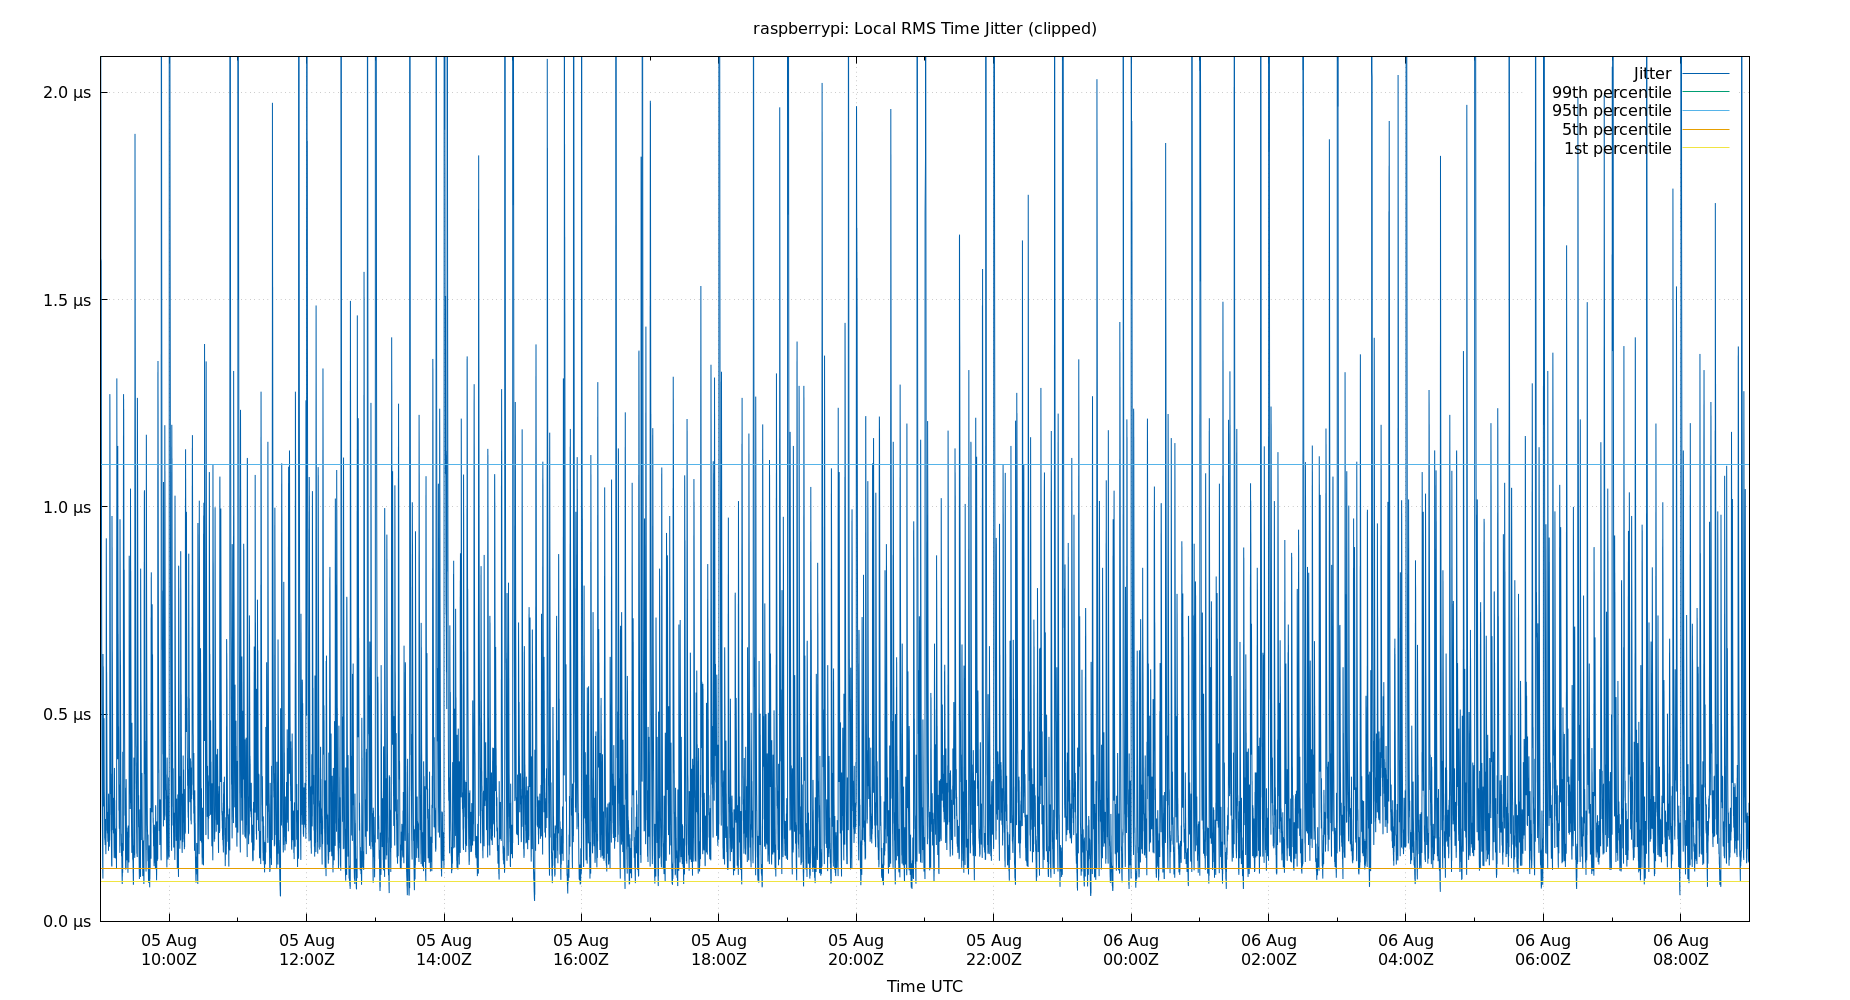 raspberrypi: Local RMS Time Jitter (clipped)
Jitter
99th percentile
95th percentile
5th percentile
1st percentile
2.0 µs
1.5 µs
1.0 µs
0.5 µs
0.0 µs
05 Aug 05 Aug 05 Aug 05 Aug 05 Aug 05 Aug 05 Aug 06 Aug 06 Aug 06 Aug 06 Aug 06 Aug
10:00Z 12:00Z 14:00Z 16:00Z 18:00Z 20:00Z 22:00Z 00:00Z 02:00Z 04:00Z 06:00Z 08:00Z
Time UTC